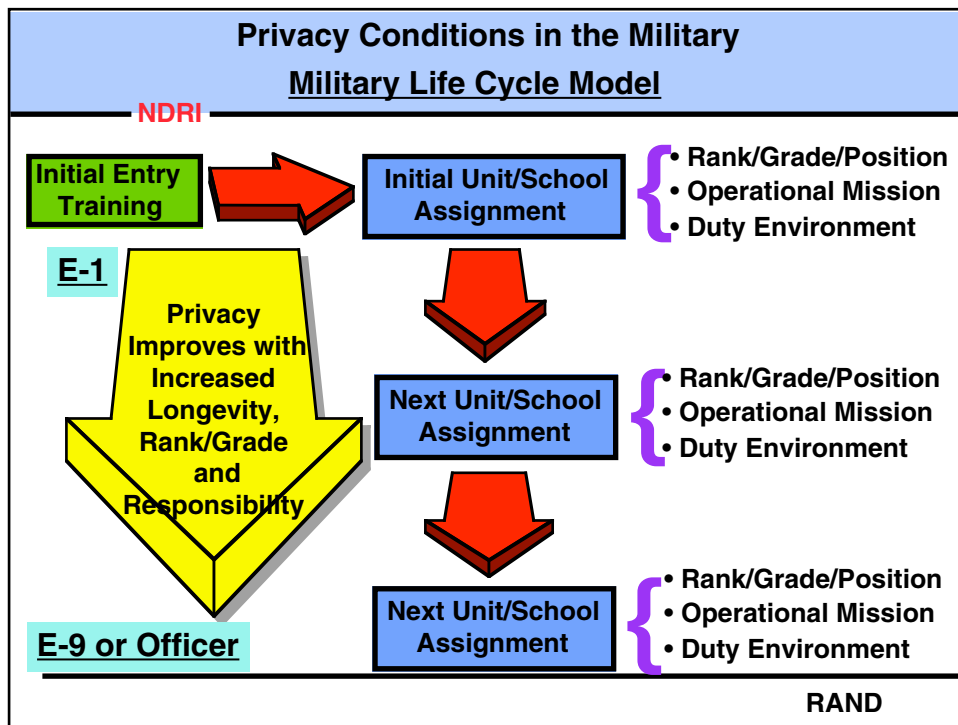 Privacy Conditions in the Military
Military Life Cycle Model
NDRI
Initial Entry
Training
Initial Unit/School
Assignment
• Rank/Grade/Position
• Operational Mission
• Duty Environment
E-1
Privacy
Improves with
Increased
Longevity,
Rank/Grade
and
Responsibility
Next Unit/School
Assignment
• Rank/Grade/Position
• Operational Mission
• Duty Environment
E-9 or Officer
Next Unit/School
Assignment
• Rank/Grade/Position
• Operational Mission
• Duty Environment
RAND